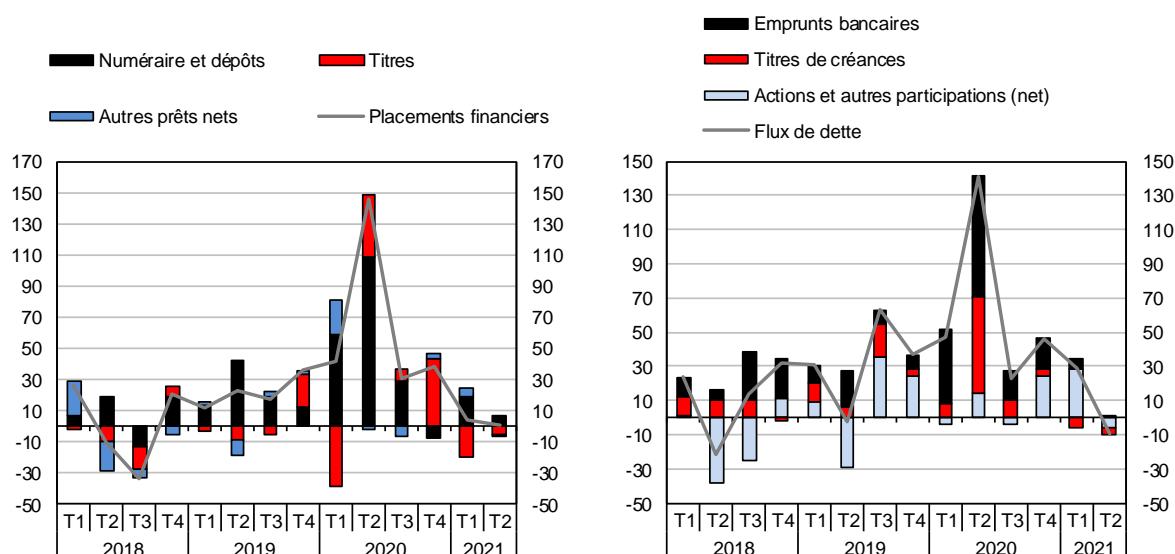 Numéraire et dépôts Titres
Autres prêts nets Placements financiers
170 170
150 150
130 130
110 110
90 90
70 70
50 50
30 30
10 10
-10 -10
-30 -30
-50 -50
T1 T2 T3 T4 T1 T2 T3 T4 T1 T2 T3 T4 T1 T2
2018 2019 2020 2021
Emprunts bancaires
Titres de créances
Actions et autres participations (net)
Flux de dette
150 150
130 130
110 110
90 90
70 70
50 50
30 30
10 10
-10 -10
-30 -30
-50 -50
T1 T2 T3 T4 T1 T2 T3 T4 T1 T2 T3 T4 T1 T2
2018 2019 2020 2021